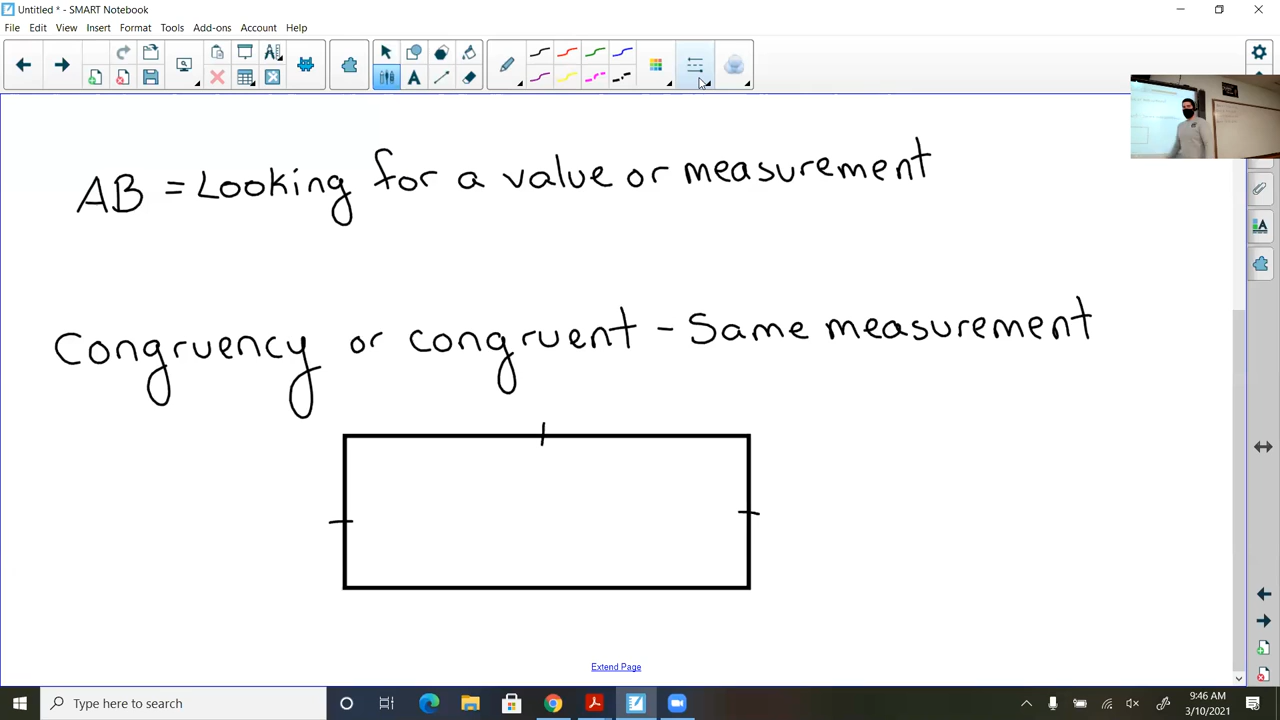 Untitled * - SMART Notebook
File Edit View Insert Format Tools Add-ons Account Help
AB = Looking for a value or measurement
Congruency or congruent - Same measurement
Extend Page
Type here to search
9:46 AM
3/10/2021